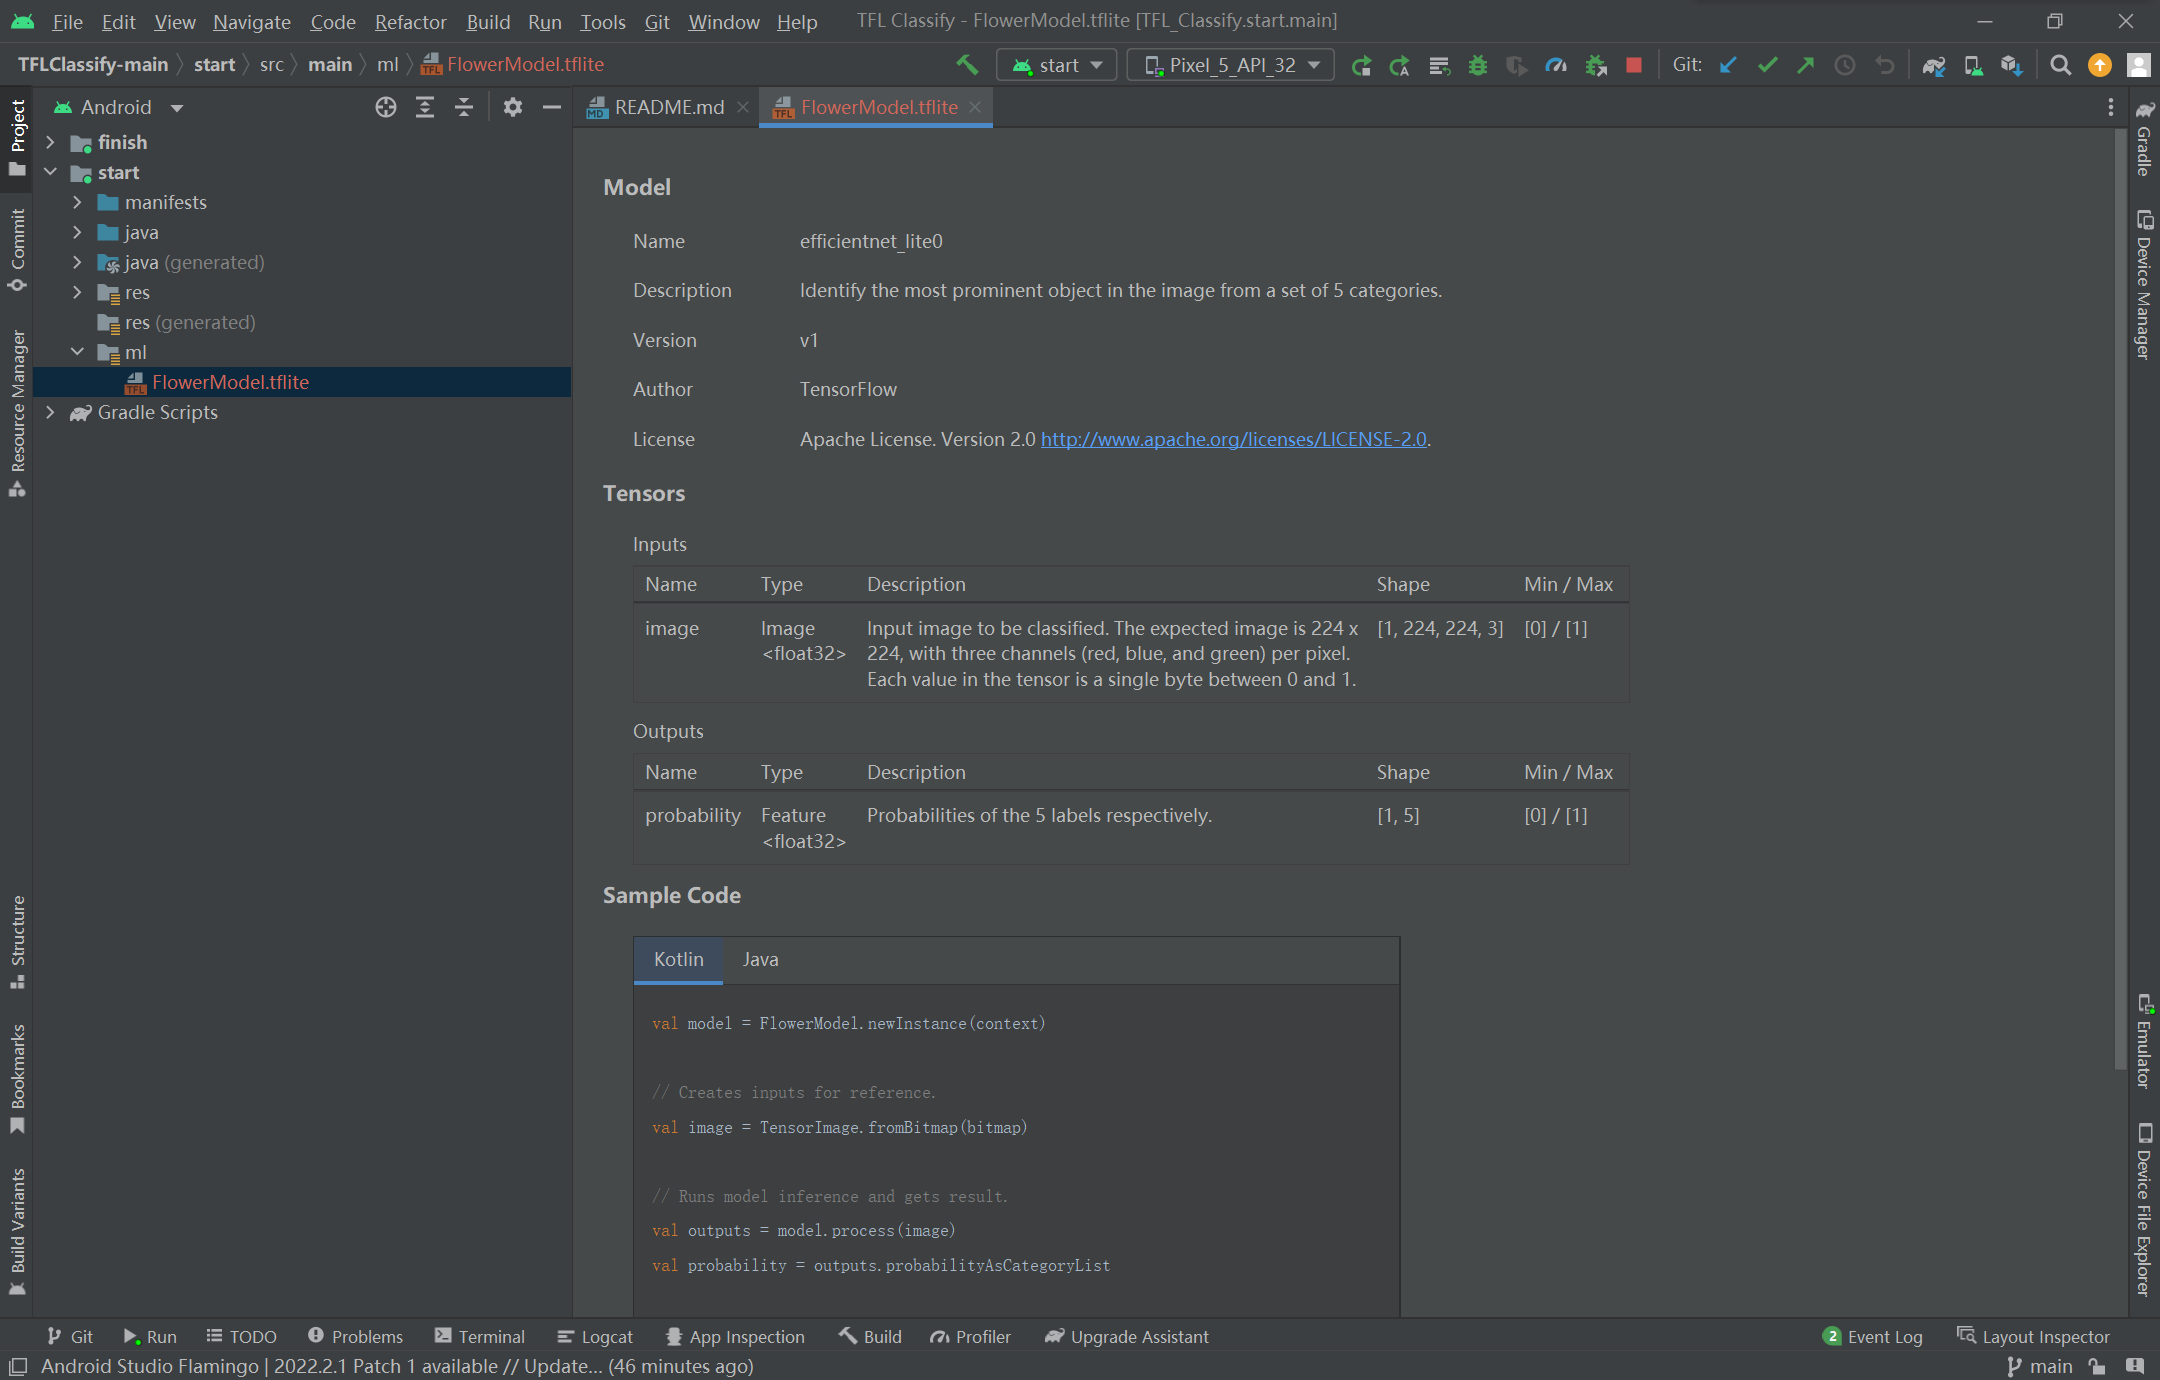 File Edit View Navigate Code Refactor Build Run Tools Git Window Help TFL Classify - FlowerModel.tflite [TFL_Classify.start.main]
TFLClassify-main start src main ml FlowerModel.tflite start Pixel_5_API_32 Git:
Android README.md FlowerModel.tflite
finish
start
manifests
java
java (generated)
res
res (generated)
ml
FlowerModel.tflite
Gradle Scripts
Project
Commit
Resource Manager
Structure
Bookmarks
Build Variants
Model
Name efficientnet_lite0
Description Identify the most prominent object in the image from a set of 5 categories.
Version v1
Author TensorFlow
License Apache License. Version 2.0 http://www.apache.org/licenses/LICENSE-2.0.
Tensors
Inputs
Name Type Description Shape Min / Max
image Image Input image to be classified. The expected image is 224 x [1, 224, 224, 3] [0] / [1]
<float32> 224, with three channels (red, blue, and green) per pixel.
Each value in the tensor is a single byte between 0 and 1.
Outputs
Name Type Description Shape Min / Max
probability Feature Probabilities of the 5 labels respectively. [1, 5] [0] / [1]
<float32>
Sample Code
Kotlin Java
val model = FlowerModel.newInstance(context)
// Creates inputs for reference.
val image = TensorImage.fromBitmap(bitmap)
// Runs model inference and gets result.
val outputs = model.process(image)
val probability = outputs.probabilityAsCategoryList
Gradle
Device Manager
Emulator
Device File Explorer
Git Run TODO Problems Terminal Logcat App Inspection Build Profiler Upgrade Assistant 2 Event Log Layout Inspector
Android Studio Flamingo | 2022.2.1 Patch 1 available // Update... (46 minutes ago) main